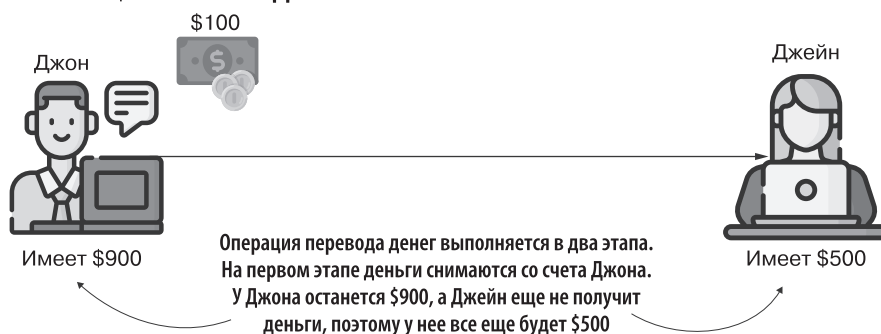 $100
Джон
Джейн
Имеет $900
Имеет $500
Операция перевода денег выполняется в два этапа.
На первом этапе деньги снимаются со счета Джона.
У Джона останется $900, а Джейн еще не получит
деньги, поэтому у нее все еще будет $500